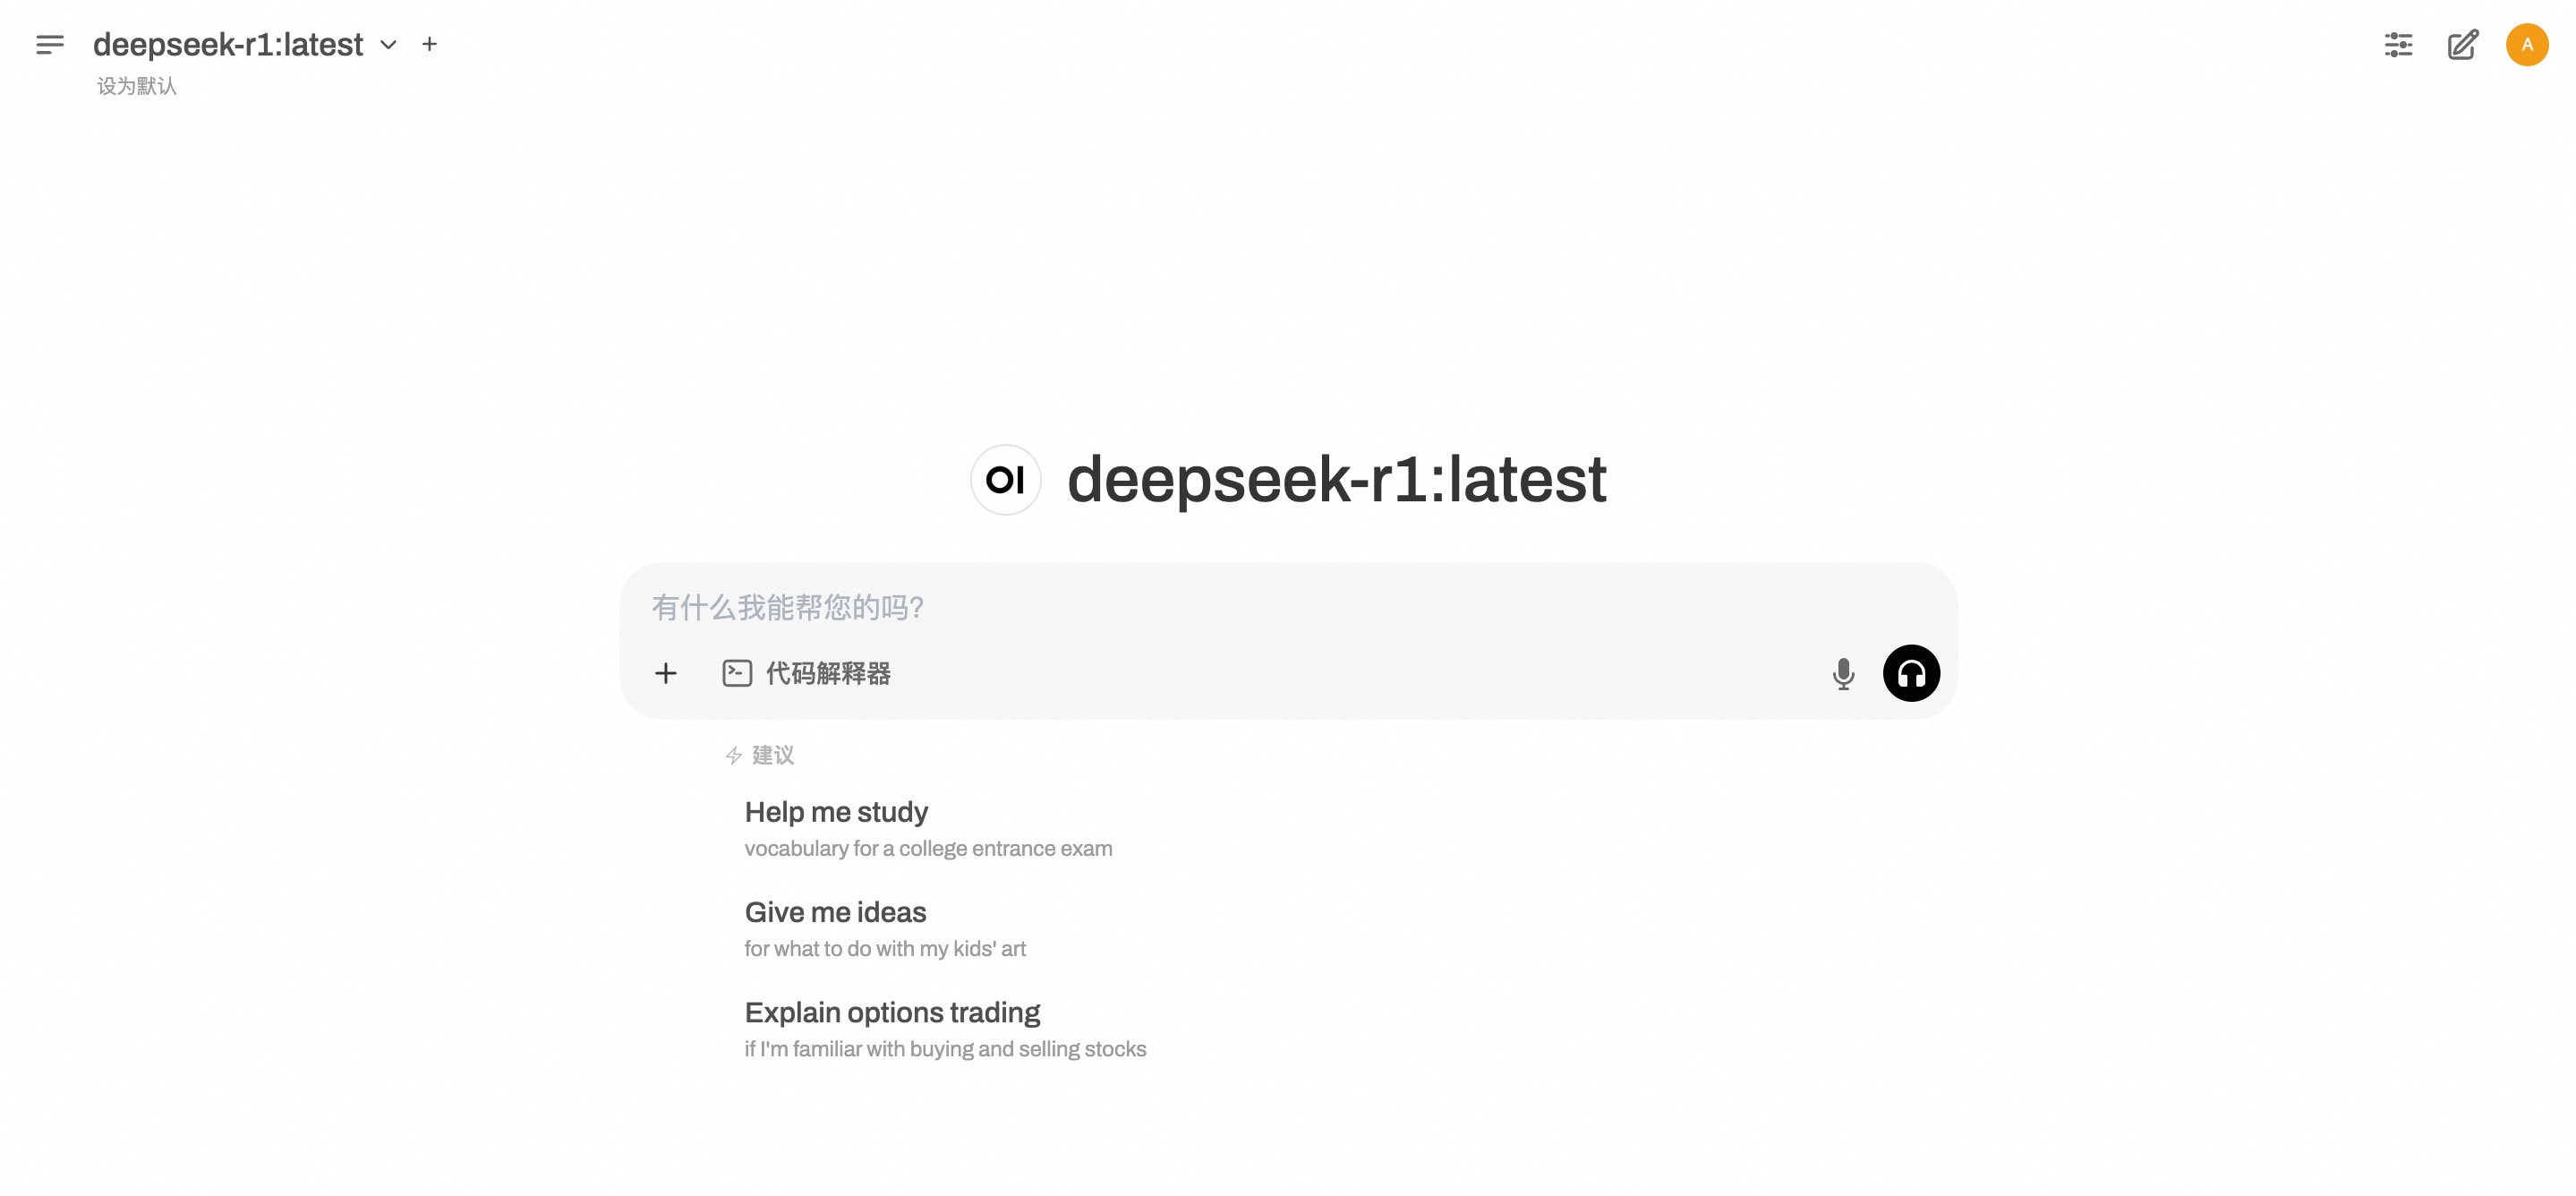 deepseek-r1:latest
设为默认
A
OI deepseek-r1:latest
有什么我能帮您的吗?
代码解释器
建议
Help me study
vocabulary for a college entrance exam
Give me ideas
for what to do with my kids' art
Explain options trading
if I'm familiar with buying and selling stocks